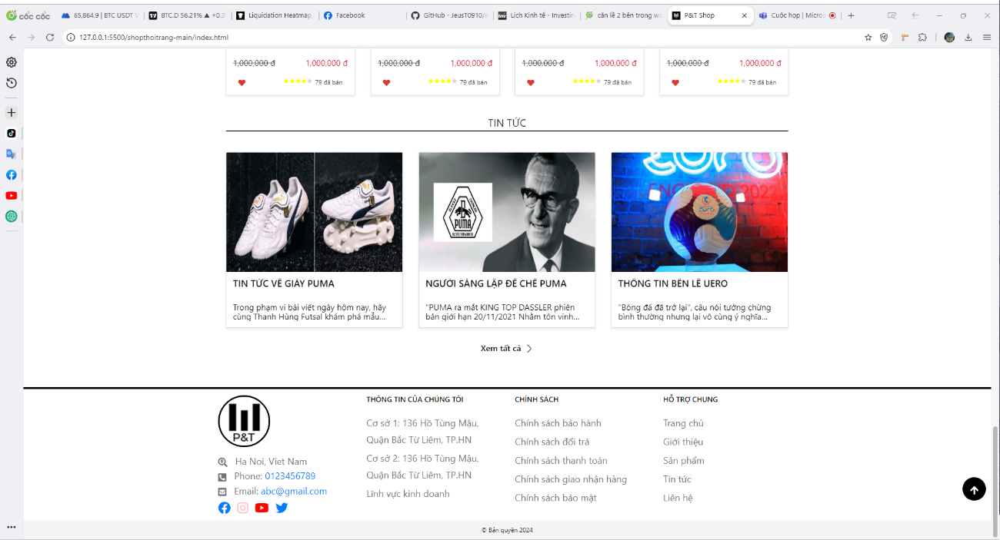 cốc cốc
65,864.9 | BTC USDT V
BTC.D 56.21% ▲ +0.3
Liquidation Heatmap
Facebook
GitHub - JeusT0910/s
Lịch Kinh tế - Investin
căn lề 2 bên trong wo
P&T Shop
Cuộc họp | Micros
127.0.0.1:5500/shopthoitrang-main/index.html
1,000,000 đ 1,000,000 đ
79 đã bán
1,000,000 đ 1,000,000 đ
79 đã bán
1,000,000 đ 1,000,000 đ
79 đã bán
1,000,000 đ 1,000,000 đ
79 đã bán
TIN TỨC
PUMA
EURO
ENGLAND 2022
TIN TỨC VỀ GIÀY PUMA
Trong phạm vi bài viết ngày hôm nay, hãy
cùng Thanh Hùng Futsal khám phá mẫu...
NGƯỜI SÁNG LẬP ĐẾ CHẾ PUMA
"PUMA ra mắt KING TOP DASSLER phiên
bản giới hạn 20/11/2021 Nhằm tôn vinh...
THÔNG TIN BÊN LỀ UERO
"Bóng đá đã trở lại", câu nói tưởng chừng
bình thường nhưng lại vô cùng ý nghĩa...
Xem tất cả
P&T
Ha Noi, Viet Nam
Phone: 0123456789
Email: abc@gmail.com
THÔNG TIN CỦA CHÚNG TÔI
Cơ sở 1: 136 Hồ Tùng Mậu,
Quận Bắc Từ Liêm, TP.HN
Cơ sở 2: 136 Hồ Tùng Mậu,
Quận Bắc Từ Liêm, TP.HN
Lĩnh vực kinh doanh
CHÍNH SÁCH
Chính sách bảo hành
Chính sách đổi trả
Chính sách thanh toán
Chính sách giao nhận hàng
Chính sách bảo mật
HỖ TRỢ CHUNG
Trang chủ
Giới thiệu
Sản phẩm
Tin tức
Liên hệ
© Bản quyền 2024